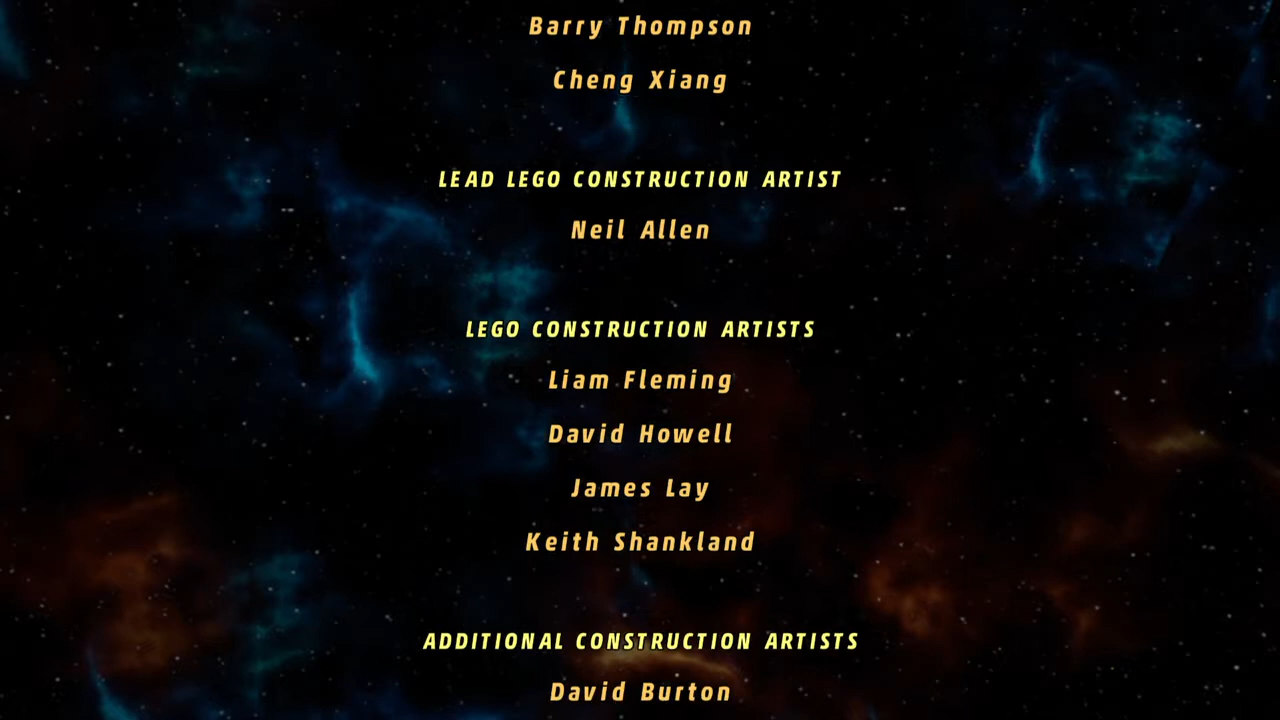 Barry Thompson
Cheng Xiang
LEAD LEGO CONSTRUCTION ARTIST
Neil Allen
LEGO CONSTRUCTION ARTISTS
Liam Fleming
David Howell
James Lay
Keith Shankland
ADDITIONAL CONSTRUCTION ARTISTS
David Burton